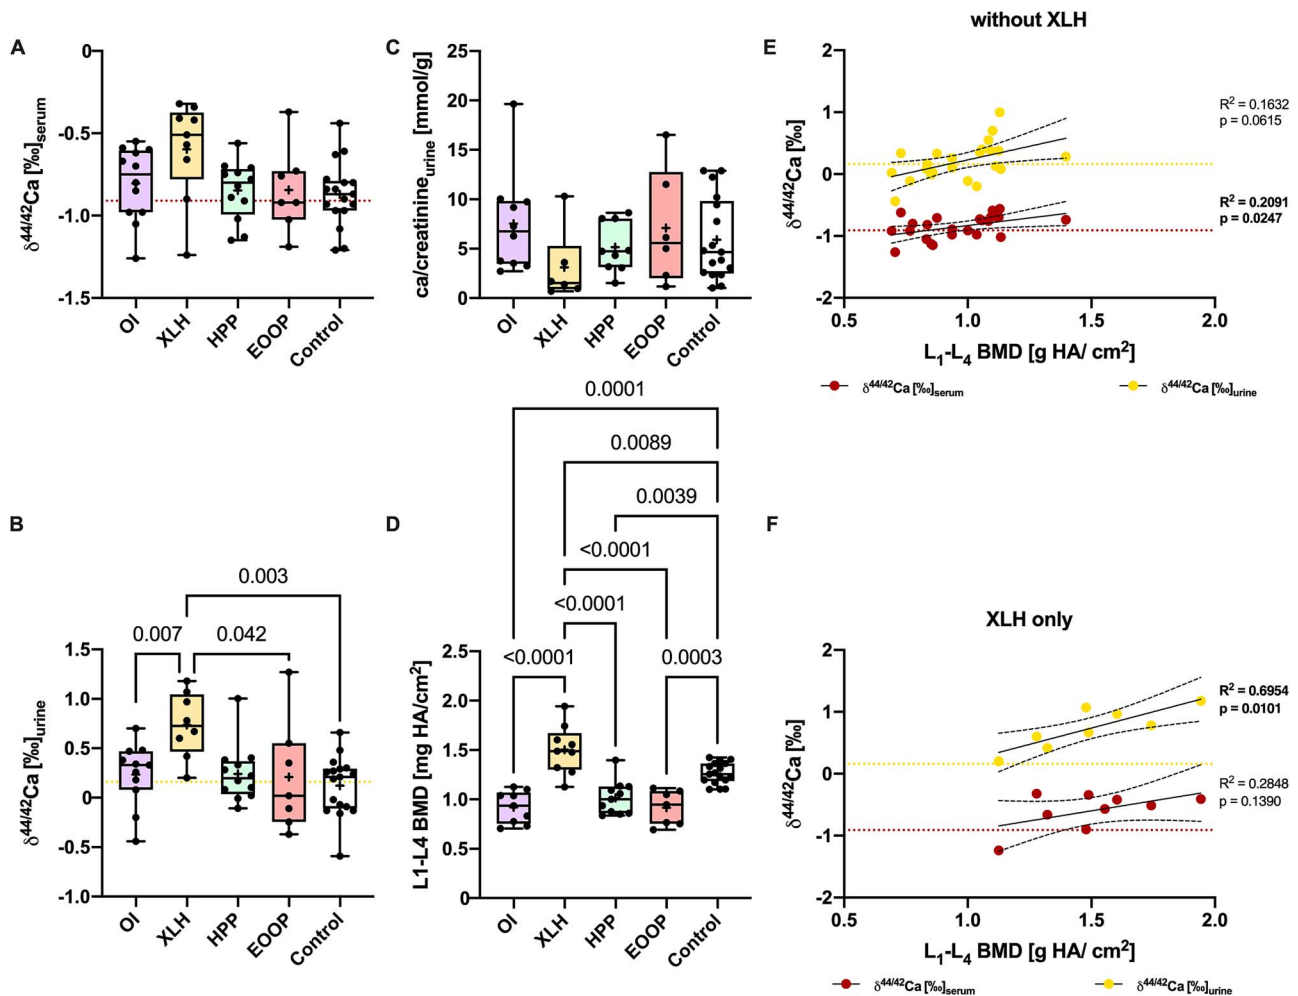 A
δ44/42Ca [‰]serum
0
-0.5
-1.0
-1.5
OI
XLH
HPP
EOOP
Control
C
ca/creatinineurine [mmol/g]
25
20
15
10
5
0
OI
XLH
HPP
EOOP
Control
without XLH
E
δ44/42Ca [‰]
2
1
0
-1
-2
0.5
1.0
1.5
2.0
R2 = 0.1632
p = 0.0615
R2 = 0.2091
p = 0.0247
L1-L4 BMD [g HA/ cm2]
δ44/42Ca [‰]serum
δ44/42Ca [‰]urine
B
δ44/42Ca [‰]urine
1.5
1.0
0.5
0
-0.5
-1.0
0.003
0.007
0.042
OI
XLH
HPP
EOOP
Control
D
L1-L4 BMD [mg HA/cm2]
2.5
2.0
1.5
1.0
0.5
0
0.0001
0.0089
0.0039
<0.0001
<0.0001
<0.0001
0.0003
OI
XLH
HPP
EOOP
Control
F
XLH only
δ44/42Ca [‰]
2
1
0
-1
-2
0.5
1.0
1.5
2.0
R2 = 0.6954
p = 0.0101
R2 = 0.2848
p = 0.1390
L1-L4 BMD [g HA/ cm2]
δ44/42Ca [‰]serum
δ44/42Ca [‰]urine